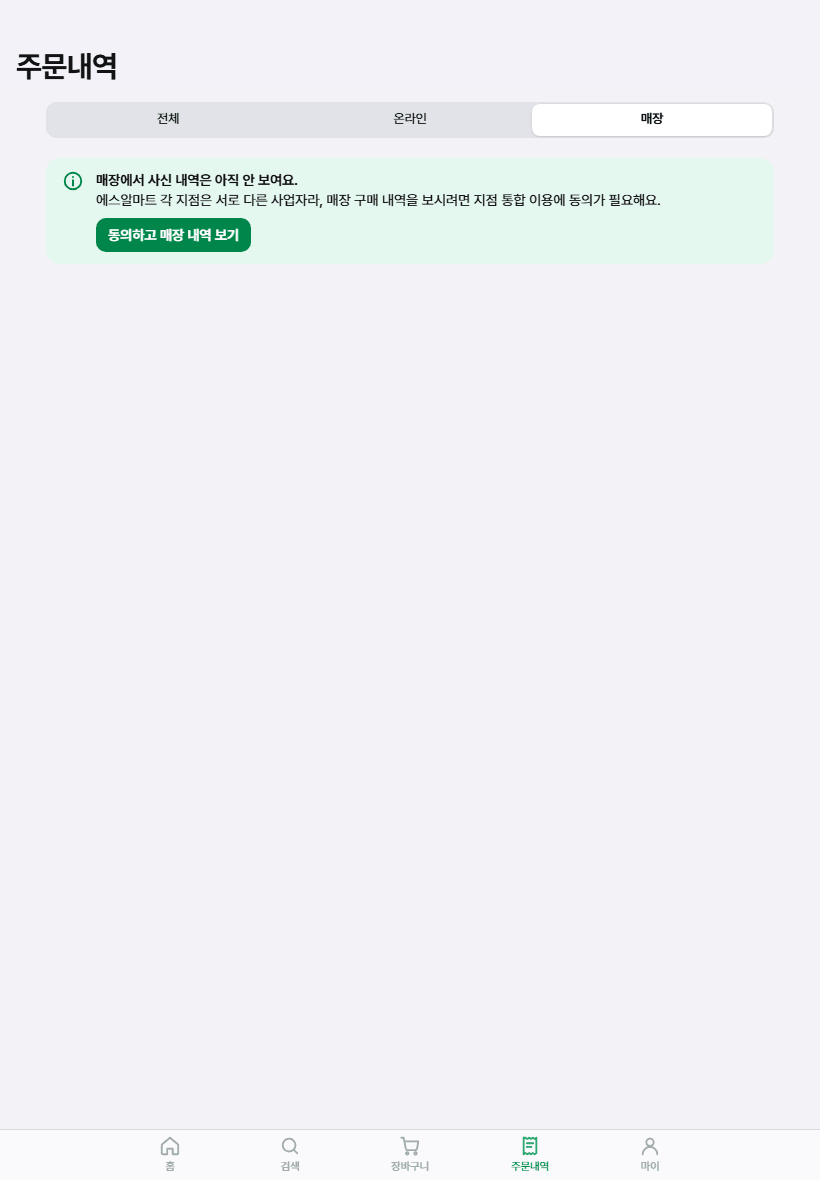 주문내역
전체
온라인
매장
매장에서 사신 내역은 아직 안 보여요.
에스알마트 각 지점은 서로 다른 사업자라, 매장 구매 내역을 보시려면 지점 통합 이용에 동의가 필요해요.
동의하고 매장 내역 보기
홈
검색
장바구니
주문내역
마이